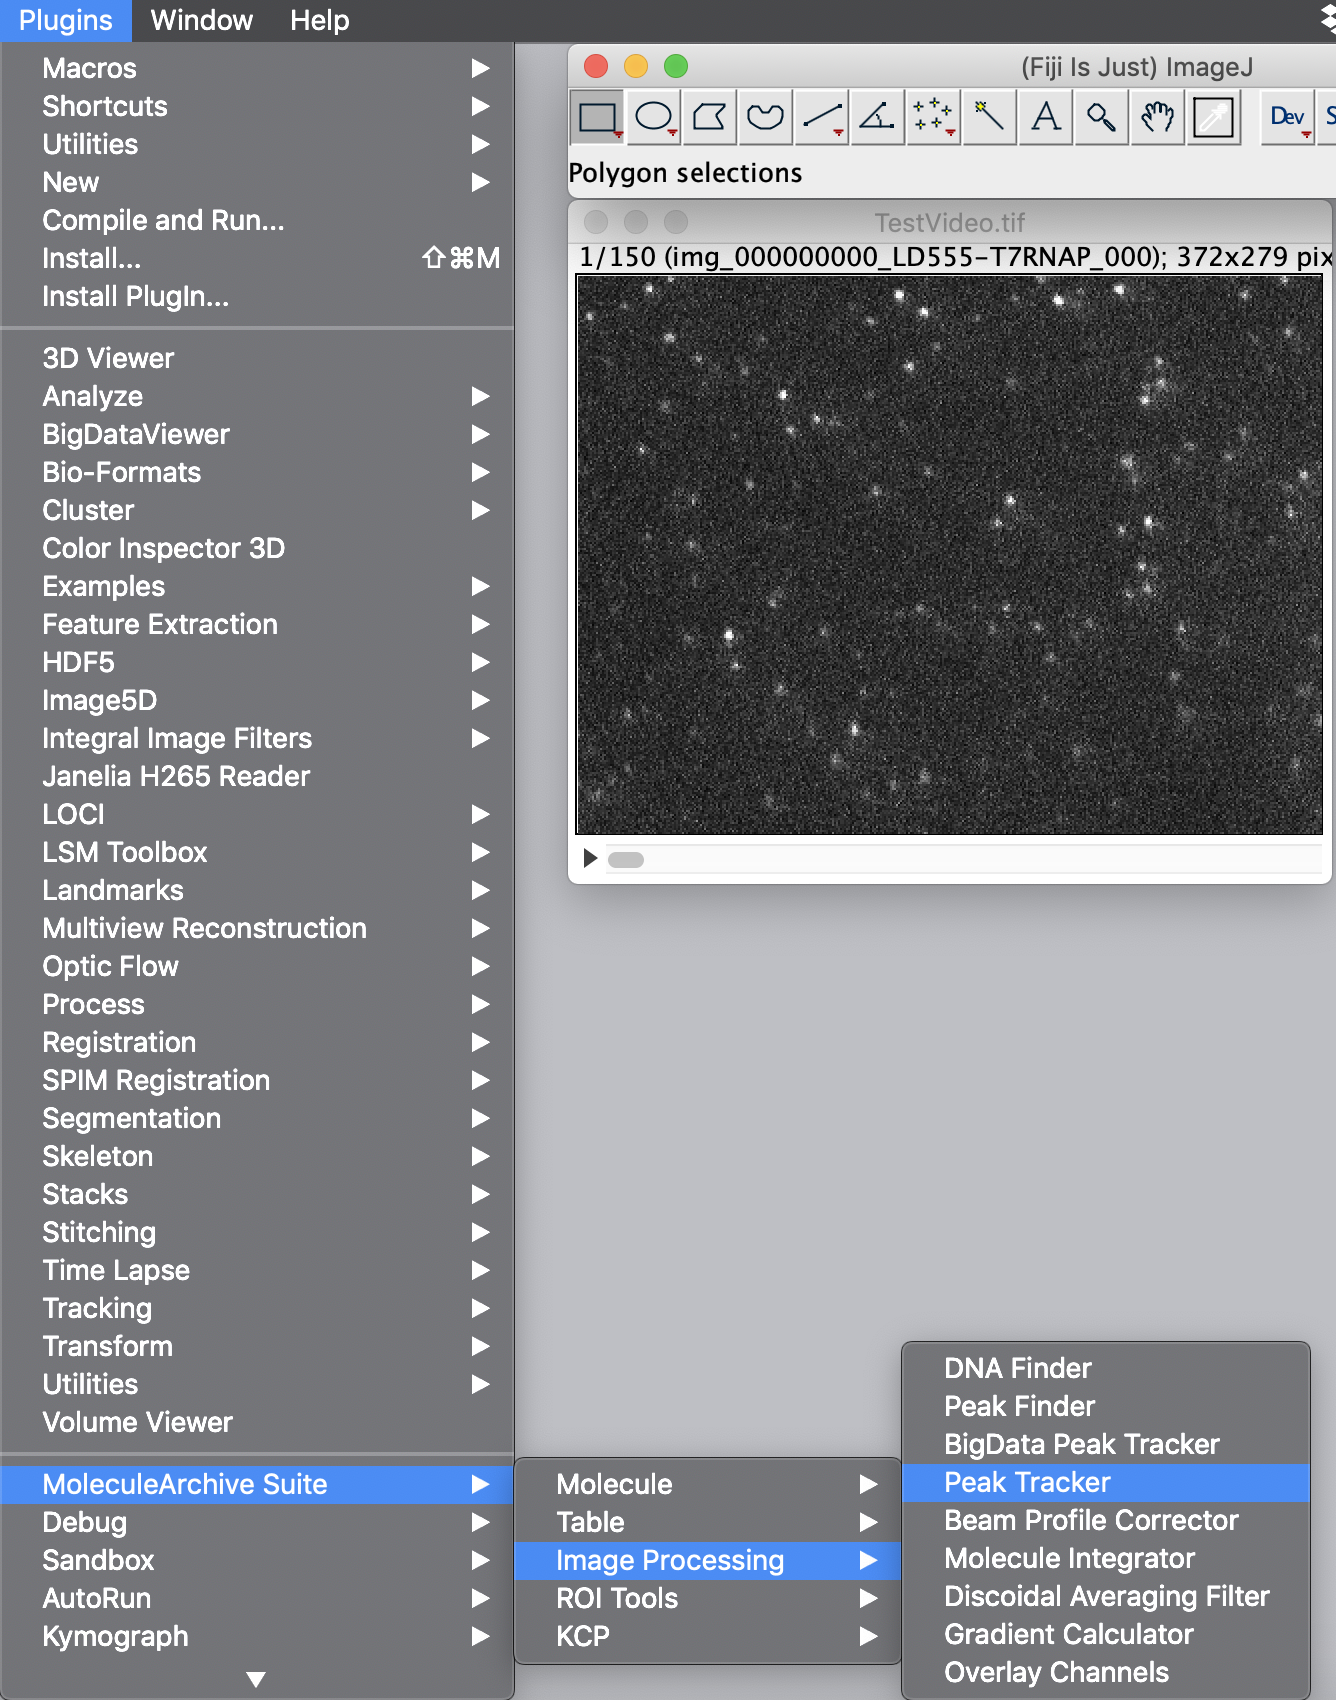 Plugins Window Help
Macros
Shortcuts
Utilities
New
Compile and Run...
Install... ⇧⌘M
Install PlugIn...
3D Viewer
Analyze
BigDataViewer
Bio-Formats
Cluster
Color Inspector 3D
Examples
Feature Extraction
HDF5
Image5D
Integral Image Filters
Janelia H265 Reader
LOCI
LSM Toolbox
Landmarks
Multiview Reconstruction
Optic Flow
Process
Registration
SPIM Registration
Segmentation
Skeleton
Stacks
Stitching
Time Lapse
Tracking
Transform
Utilities
Volume Viewer
MoleculeArchive Suite
Debug
Sandbox
AutoRun
Kymograph
Molecule
Table
Image Processing
ROI Tools
KCP
DNA Finder
Peak Finder
BigData Peak Tracker
Peak Tracker
Beam Profile Corrector
Molecule Integrator
Discoidal Averaging Filter
Gradient Calculator
Overlay Channels
(Fiji Is Just) ImageJ
A Dev S
Polygon selections
TestVideo.tif
1/150 (img_000000000_LD555-T7RNAP_000); 372x279 pix